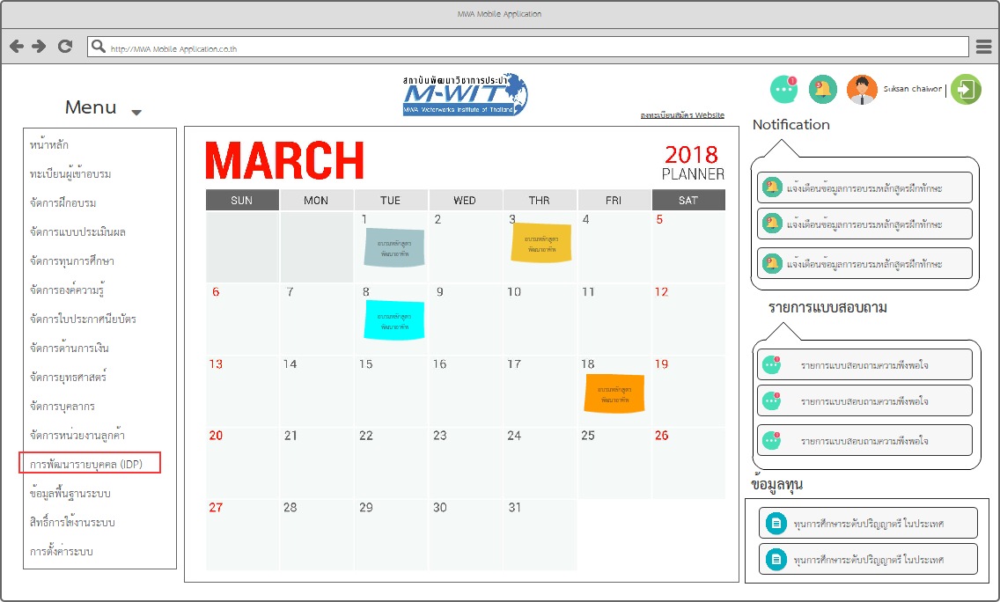 MWA Mobile Application
http://MWA Mobile Application.co.th
สถาบันพัฒนาวิชาการประปา
M-WIT
MWA Waterworks Institute of Thailand
Suksan chaiwon
ลงทะเบียนสมัคร Website
Menu
หน้าหลัก
ทะเบียนผู้เข้าอบรม
จัดการฝึกอบรม
จัดการแบบประเมินผล
จัดการทุนการศึกษา
จัดการองค์ความรู้
จัดการใบประกาศนียบัตร
จัดการด้านการเงิน
จัดการยุทธศาสตร์
จัดการบุคลากร
จัดการหน่วยงานลูกค้า
การพัฒนารายบุคคล (IDP)
ข้อมูลพื้นฐานระบบ
สิทธิ์การใช้งานระบบ
การตั้งค่าระบบ
MARCH
2018
PLANNER
SUN MON TUE WED THR FRI SAT
1 2 3 4 5
อบรมหลักสูตร
พัฒนาอาชีพ
อบรมหลักสูตร
พัฒนาอาชีพ
6 7 8 9 10 11 12
อบรมหลักสูตร
พัฒนาอาชีพ
13 14 15 16 17 18 19
อบรมหลักสูตร
พัฒนาอาชีพ
20 21 22 23 24 25 26
27 28 29 30 31
Notification
แจ้งเตือนข้อมูลการอบรมหลักสูตรฝึกทักษะ
แจ้งเตือนข้อมูลการอบรมหลักสูตรฝึกทักษะ
แจ้งเตือนข้อมูลการอบรมหลักสูตรฝึกทักษะ
รายการแบบสอบถาม
รายการแบบสอบถามความพึงพอใจ
รายการแบบสอบถามความพึงพอใจ
รายการแบบสอบถามความพึงพอใจ
ข้อมูลทุน
ทุนการศึกษาระดับปริญญาตรี ในประเทศ
ทุนการศึกษาระดับปริญญาตรี ในประเทศ